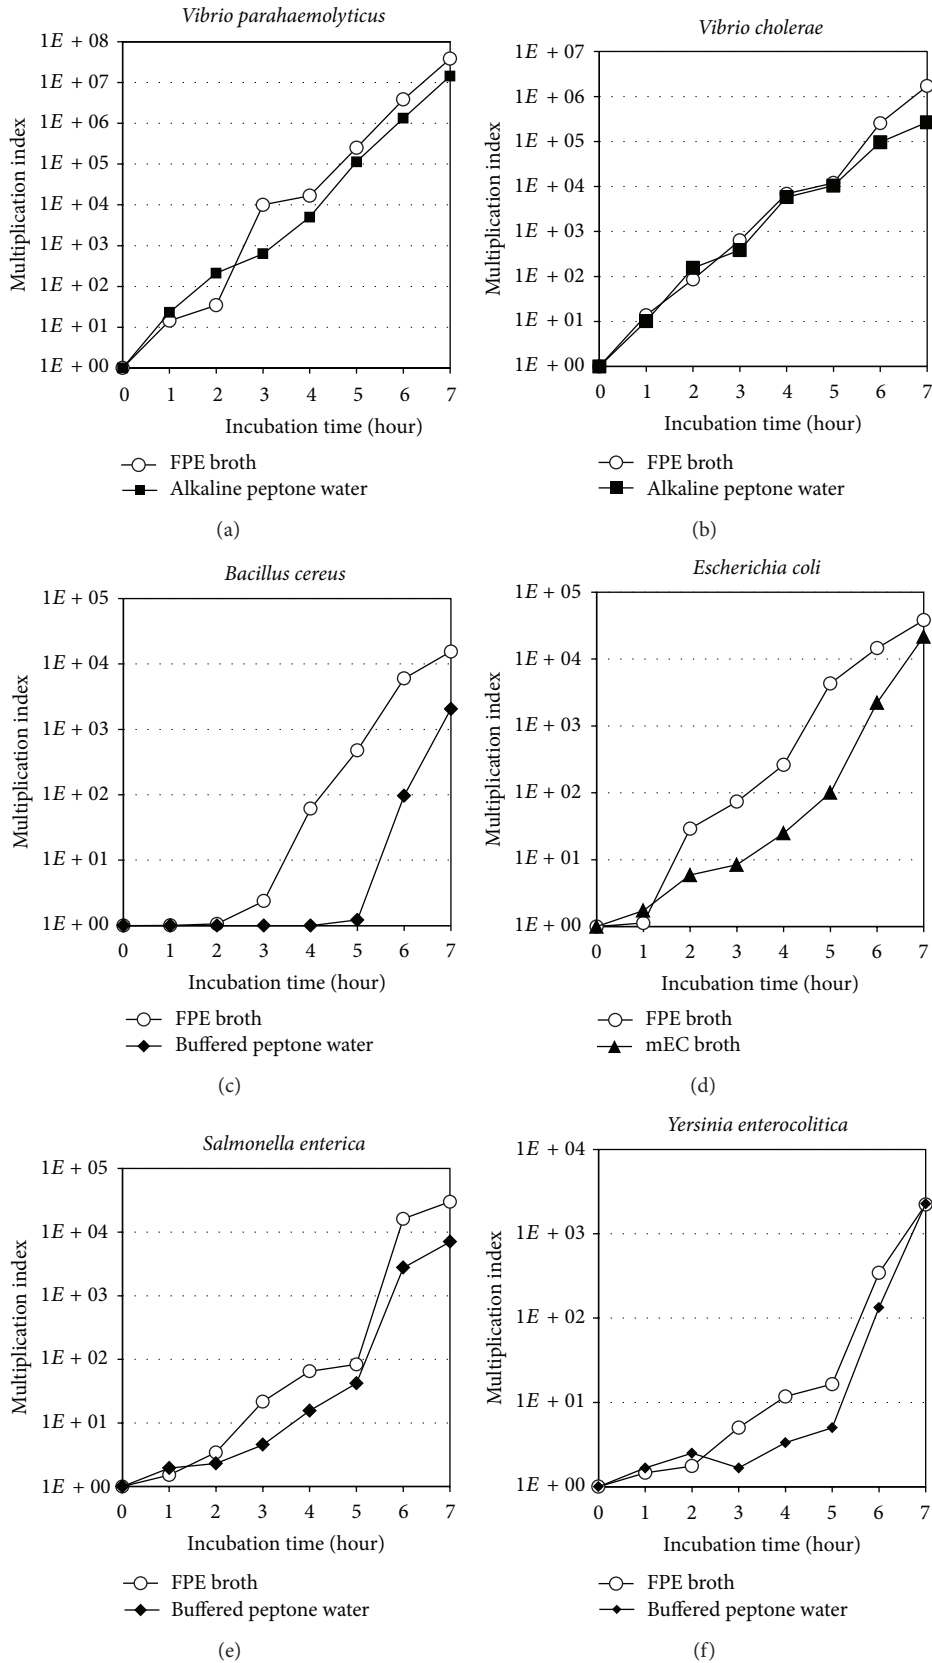 Vibrio parahaemolyticus
1E + 08
1E + 07
1E + 06
1E + 05
1E + 04
1E + 03
1E + 02
1E + 01
1E + 00
Multiplication index
0 1 2 3 4 5 6 7
Incubation time (hour)
FPE broth
Alkaline peptone water
(a)
Vibrio cholerae
1E + 07
1E + 06
1E + 05
1E + 04
1E + 03
1E + 02
1E + 01
1E + 00
Multiplication index
0 1 2 3 4 5 6 7
Incubation time (hour)
FPE broth
Alkaline peptone water
(b)
Bacillus cereus
1E + 05
1E + 04
1E + 03
1E + 02
1E + 01
1E + 00
Multiplication index
0 1 2 3 4 5 6 7
Incubation time (hour)
FPE broth
Buffered peptone water
(c)
Escherichia coli
1E + 05
1E + 04
1E + 03
1E + 02
1E + 01
1E + 00
Multiplication index
0 1 2 3 4 5 6 7
Incubation time (hour)
FPE broth
mEC broth
(d)
Salmonella enterica
1E + 05
1E + 04
1E + 03
1E + 02
1E + 01
1E + 00
Multiplication index
0 1 2 3 4 5 6 7
Incubation time (hour)
FPE broth
Buffered peptone water
(e)
Yersinia enterocolitica
1E + 04
1E + 03
1E + 02
1E + 01
1E + 00
Multiplication index
0 1 2 3 4 5 6 7
Incubation time (hour)
FPE broth
Buffered peptone water
(f)